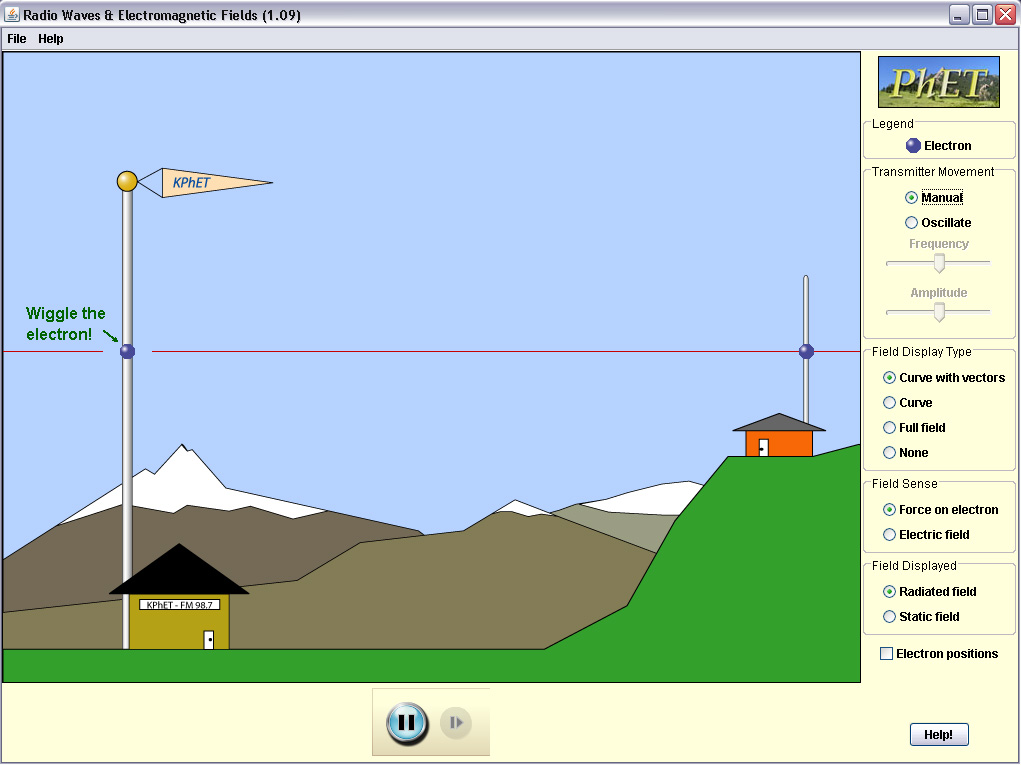 Radio Waves & Electromagnetic Fields (1.09)
File Help
KPhET
Wiggle the
electron!
KPhET - FM 98.7
PhET
Legend
Electron
Transmitter Movement
Manual
Oscillate
Frequency
Amplitude
Field Display Type
Curve with vectors
Curve
Full field
None
Field Sense
Force on electron
Electric field
Field Displayed
Radiated field
Static field
Electron positions
Help!